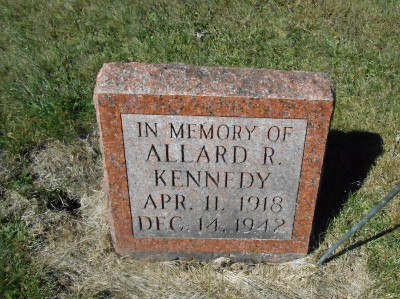 IN MEMORY OF
ALLARD R.
KENNEDY
APR. 11, 1918
DEC. 14, 1942